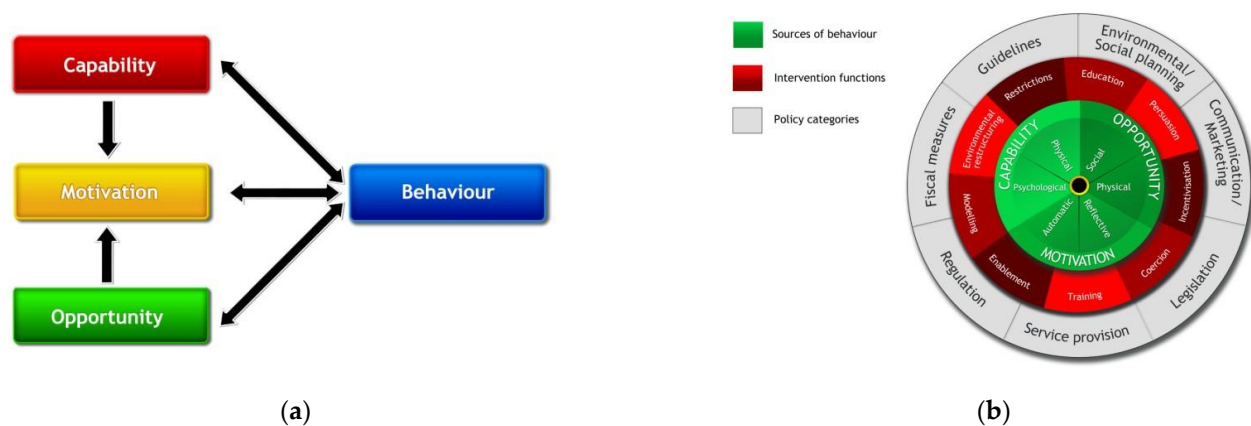 Capability
Motivation
Opportunity
Behaviour
(a)
Sources of behaviour
Intervention functions
Policy categories
Guidelines
Environmental/
Social planning
Communication/
Marketing
Legislation
Service provision
Regulation
Fiscal measures
Restrictions
Education
Persuasion
Incentivisation
Coercion
Training
Enablement
Modelling
Environmental
restructuring
CAPABILITY
OPPORTUNITY
MOTIVATION
Physical
Social
Psychological
Physical
Automatic
Reflective
(b)